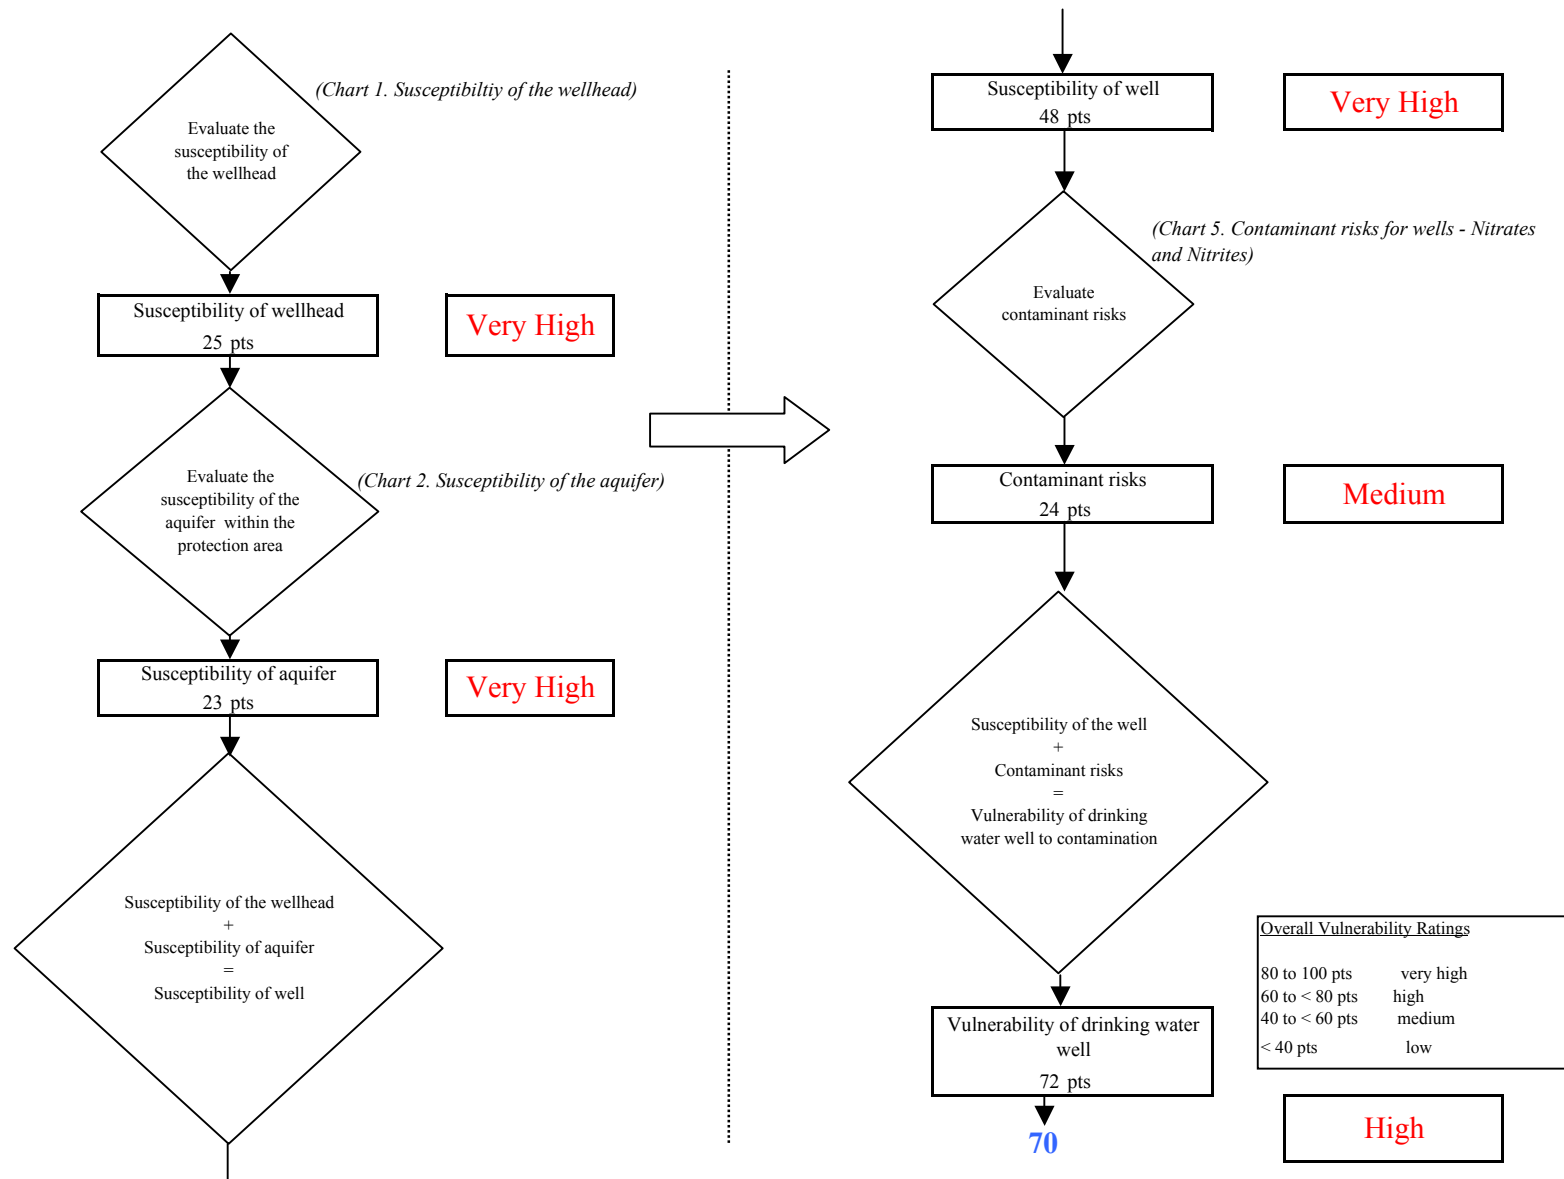 (Chart 1. Susceptibiltiy of the wellhead)
Evaluate the
susceptibility of
the wellhead
Susceptibility of wellhead
25 pts
Very High
Evaluate the
susceptibility of the
aquifer within the
protection area
(Chart 2. Susceptibility of the aquifer)
Susceptibility of aquifer
23 pts
Very High
Susceptibility of the wellhead
+
Susceptibility of aquifer
=
Susceptibility of well
Susceptibility of well
48 pts
Very High
(Chart 5. Contaminant risks for wells - Nitrates
and Nitrites)
Evaluate
contaminant risks
Contaminant risks
24 pts
Medium
Susceptibility of the well
+
Contaminant risks
=
Vulnerability of drinking
water well to contamination
Overall Vulnerability Ratings
80 to 100 pts very high
60 to < 80 pts high
40 to < 60 pts medium
< 40 pts low
Vulnerability of drinking water
well
72 pts
70
High